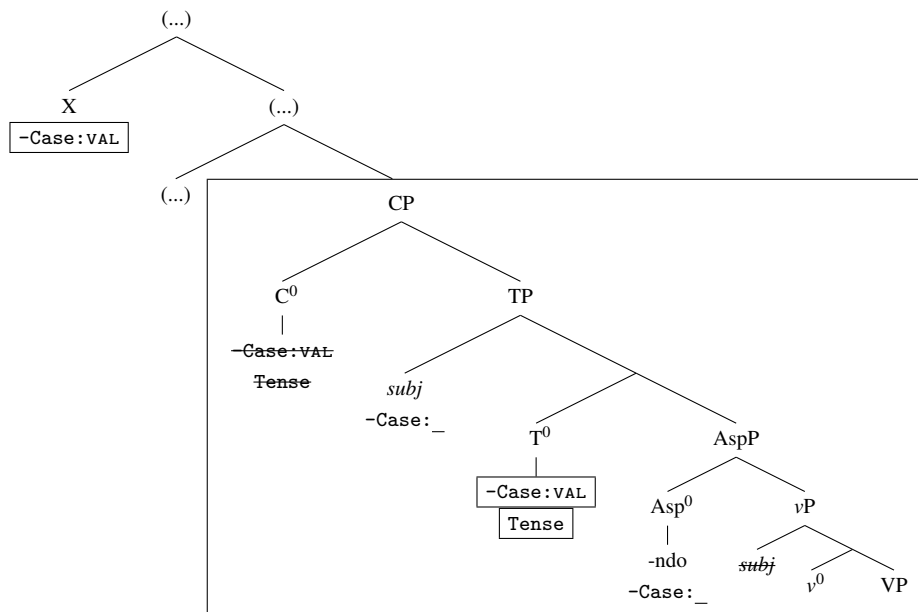 (...)
X
(...)
-Case:VAL
(...)
CP
C⁰
TP
-Case:VAL
Tense
subj
-Case:_
T⁰
AspP
-Case:VAL
Tense
Asp⁰
vP
-ndo
-Case:_
subj
v⁰
VP